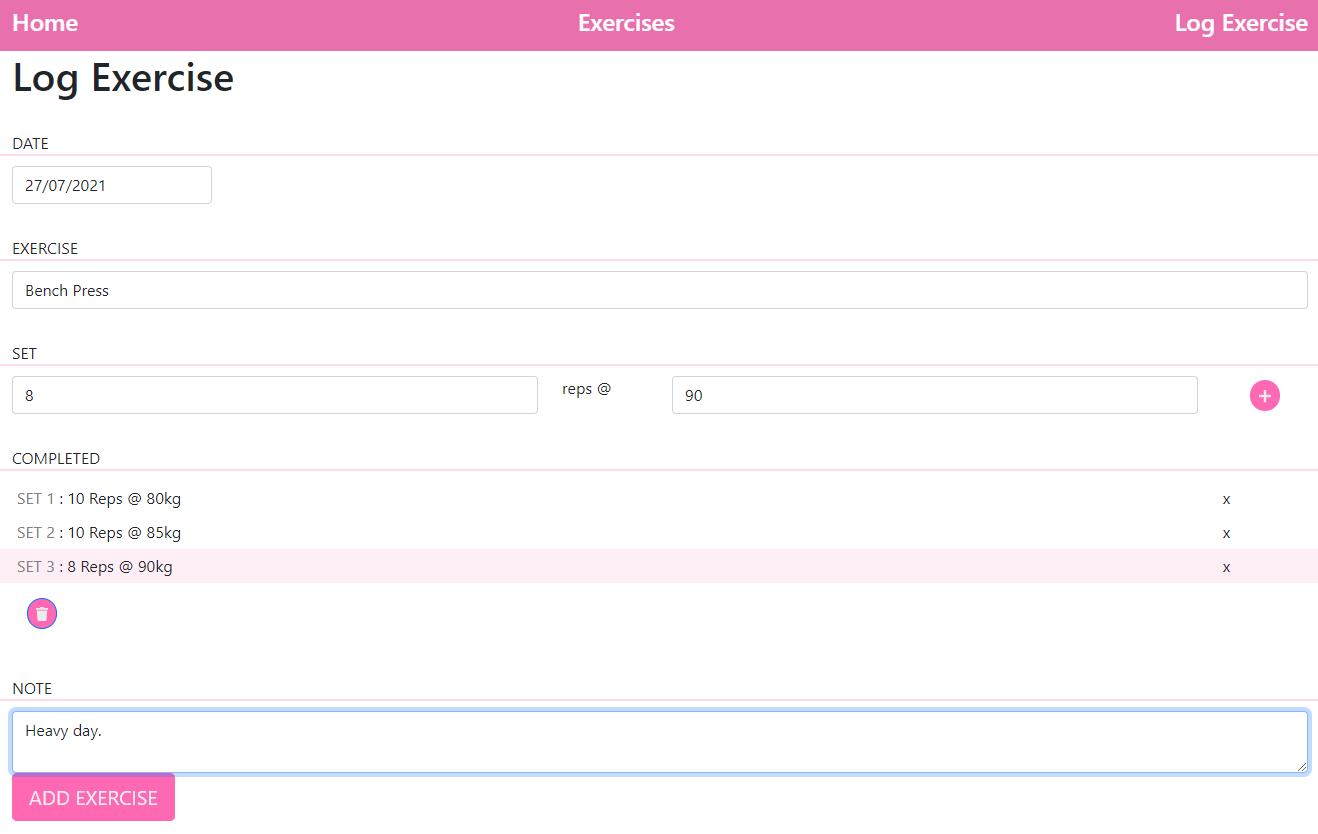 Home Exercises Log Exercise
Log Exercise
DATE
27/07/2021
EXERCISE
Bench Press
SET
8 reps @ 90
COMPLETED
SET 1 : 10 Reps @ 80kg x
SET 2 : 10 Reps @ 85kg x
SET 3 : 8 Reps @ 90kg x
NOTE
Heavy day.
ADD EXERCISE